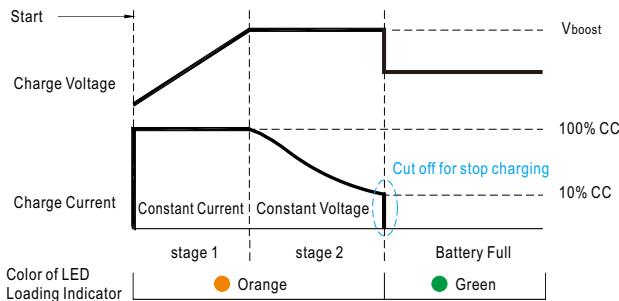 Start
Vboost
Charge Voltage
100% CC
Cut off for stop charging
10% CC
Charge Current
Constant Current
Constant Voltage
stage 1
stage 2
Battery Full
Color of LED
Loading Indicator
Orange
Green